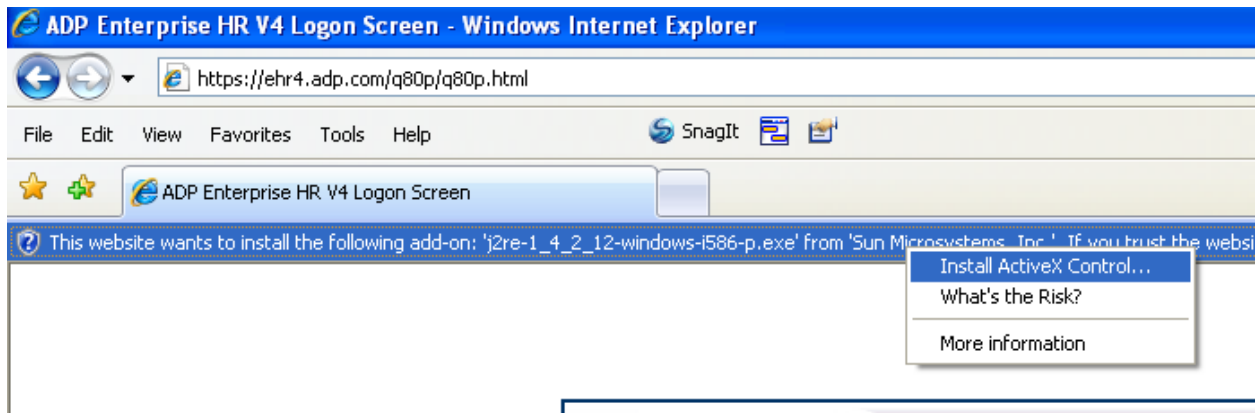 ADP Enterprise HR V4 Logon Screen - Windows Internet Explorer
https://ehr4.adp.com/q80p/q80p.html
File Edit View Favorites Tools Help SnagIt
ADP Enterprise HR V4 Logon Screen
This website wants to install the following add-on: 'j2re-1_4_2_12-windows-i586-p.exe' from 'Sun Microsystems, Inc.'. If you trust the websi
Install ActiveX Control...
What's the Risk?
More information